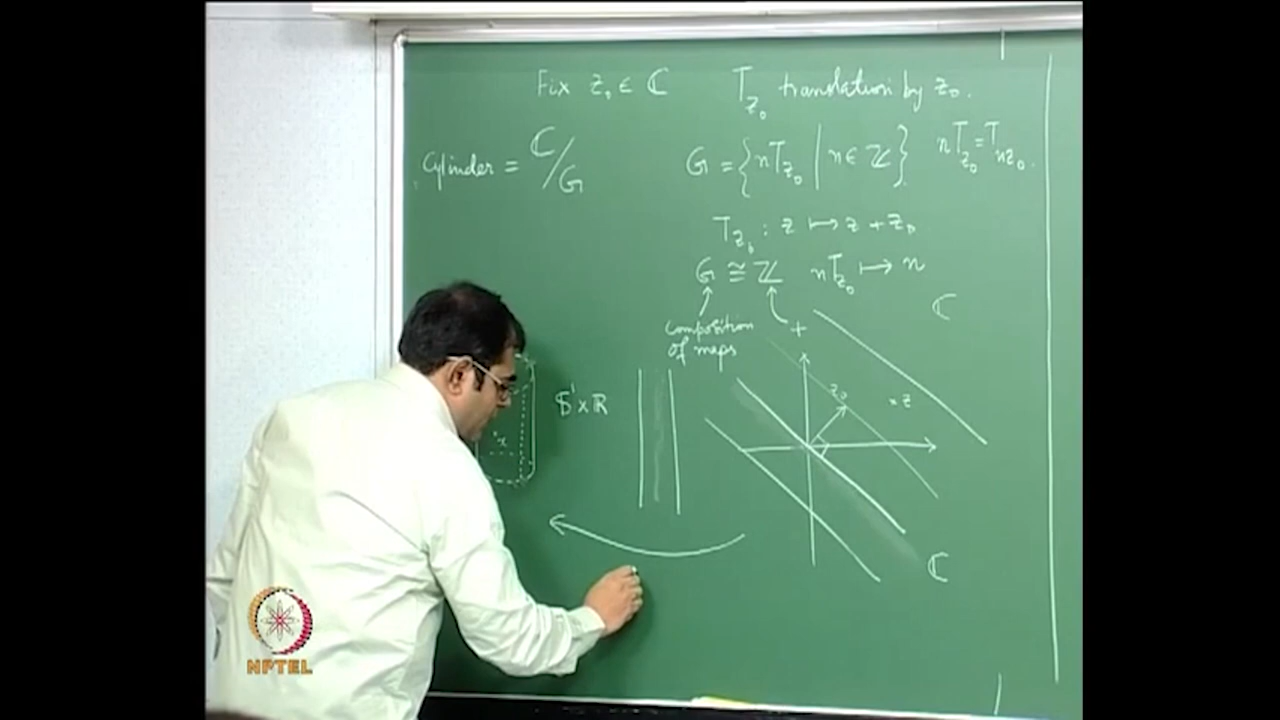 Fix z₀ ∈ ℂ T_{z₀} translation by z₀.
Cylinder = ℂ/G G = {nT_{z₀} | n ∈ ℤ} nT_{z₀} = T_{nz₀}.
T_{z₀} : z ↦ z + z₀
G ≅ ℤ nT_{z₀} ↦ n
ℂ
composition +
of maps
z₀ × z
𝕊¹ × ℝ
x
ℂ
NPTEL